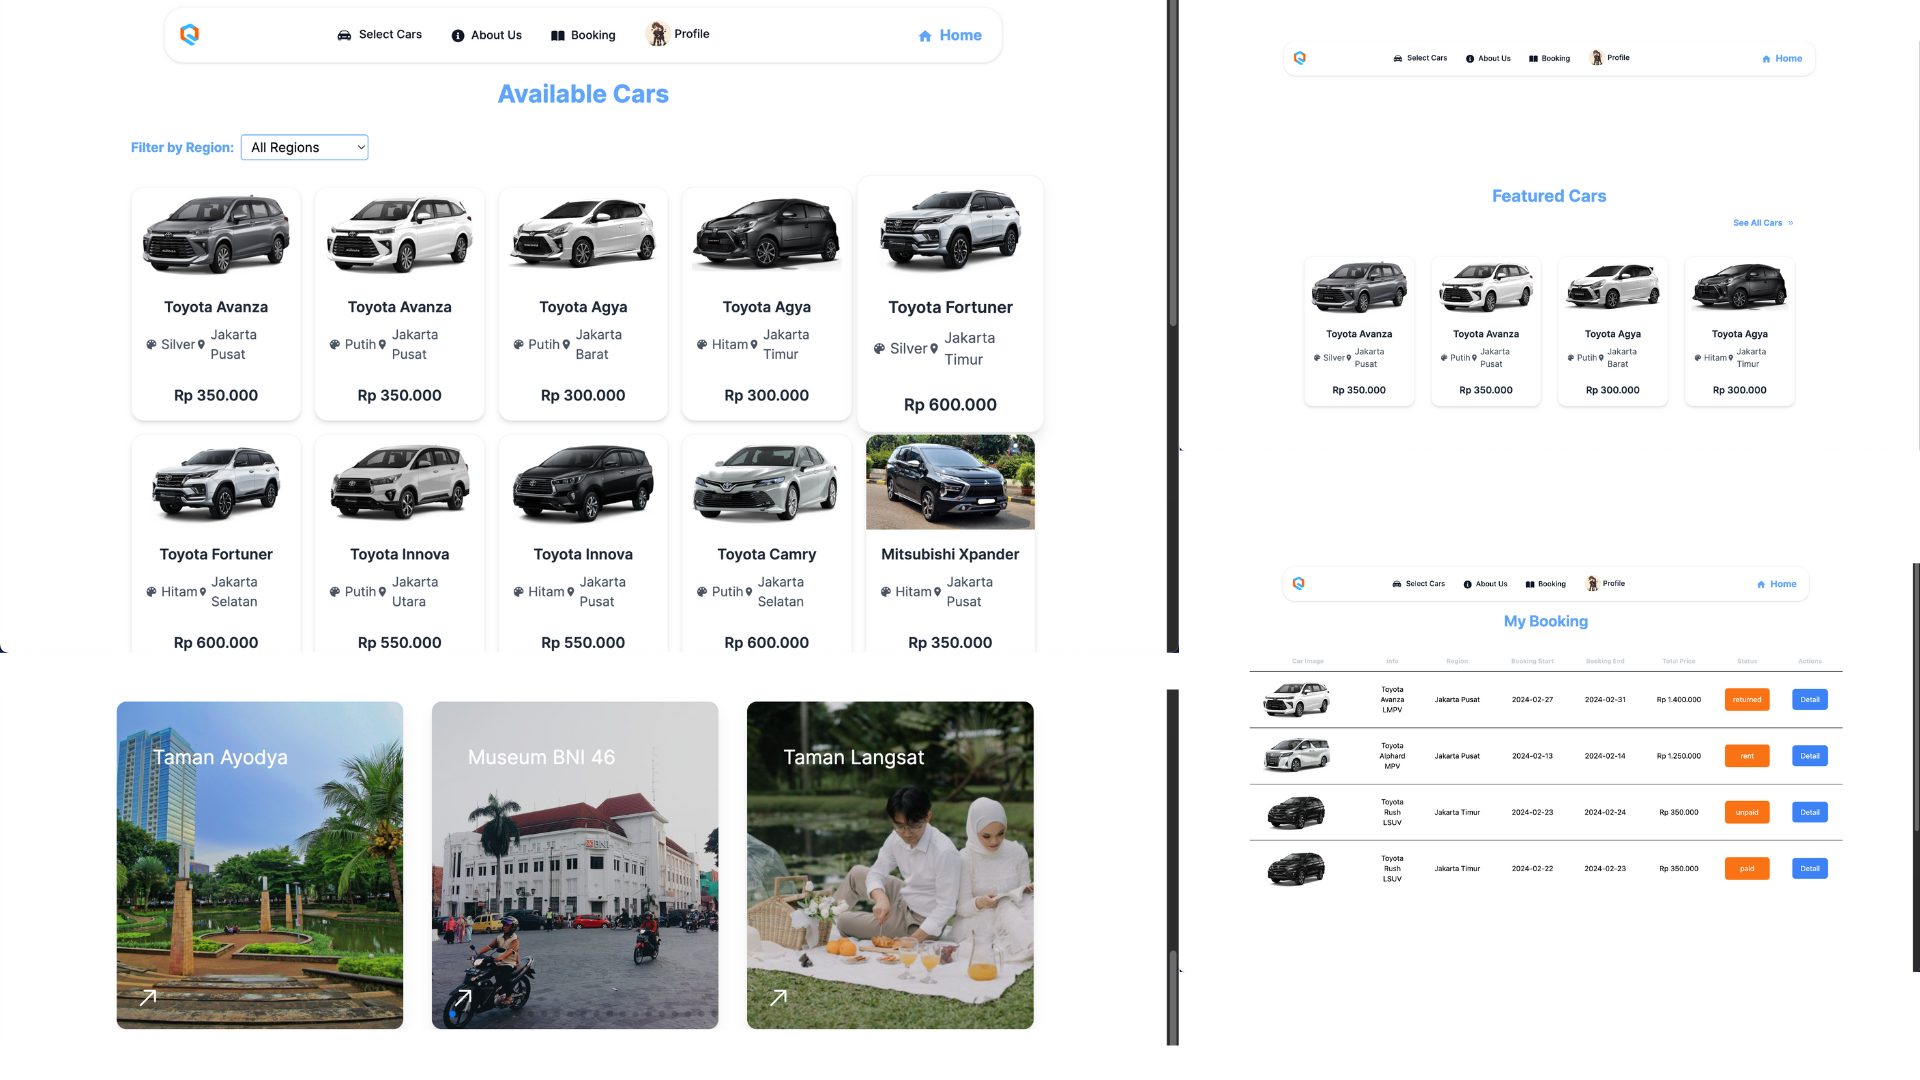 Select Cars
About Us
Booking
Profile
Home
Available Cars
Filter by Region:
All Regions
Toyota Avanza
Silver
Jakarta
Pusat
Rp 350.000
Toyota Avanza
Putih
Jakarta
Pusat
Rp 350.000
Toyota Agya
Putih
Jakarta
Barat
Rp 300.000
Toyota Agya
Hitam
Jakarta
Timur
Rp 300.000
Toyota Fortuner
Silver
Jakarta
Timur
Rp 600.000
Toyota Fortuner
Hitam
Jakarta
Selatan
Rp 600.000
Toyota Innova
Putih
Jakarta
Utara
Rp 550.000
Toyota Innova
Hitam
Jakarta
Pusat
Rp 550.000
Toyota Camry
Putih
Jakarta
Selatan
Rp 600.000
Mitsubishi Xpander
Hitam
Jakarta
Pusat
Rp 350.000
Taman Ayodya
Museum BNI 46
BNI
Taman Langsat
Select Cars
About Us
Booking
Profile
Home
Featured Cars
See All Cars »
Toyota Avanza
Silver
Jakarta
Pusat
Rp 350.000
Toyota Avanza
Putih
Jakarta
Pusat
Rp 350.000
Toyota Agya
Putih
Jakarta
Barat
Rp 300.000
Toyota Agya
Hitam
Jakarta
Timur
Rp 300.000
Select Cars
About Us
Booking
Profile
Home
My Booking
Car Image
Info
Region
Booking Start
Booking End
Total Price
Status
Actions
Toyota
Avanza
LMPV
Jakarta Pusat
2024-02-27
2024-02-31
Rp 1.400.000
returned
Detail
Toyota
Alphard
MPV
Jakarta Pusat
2024-02-13
2024-02-14
Rp 1.250.000
rent
Detail
Toyota
Rush
LSUV
Jakarta Timur
2024-02-23
2024-02-24
Rp 350.000
unpaid
Detail
Toyota
Rush
LSUV
Jakarta Timur
2024-02-22
2024-02-23
Rp 350.000
paid
Detail